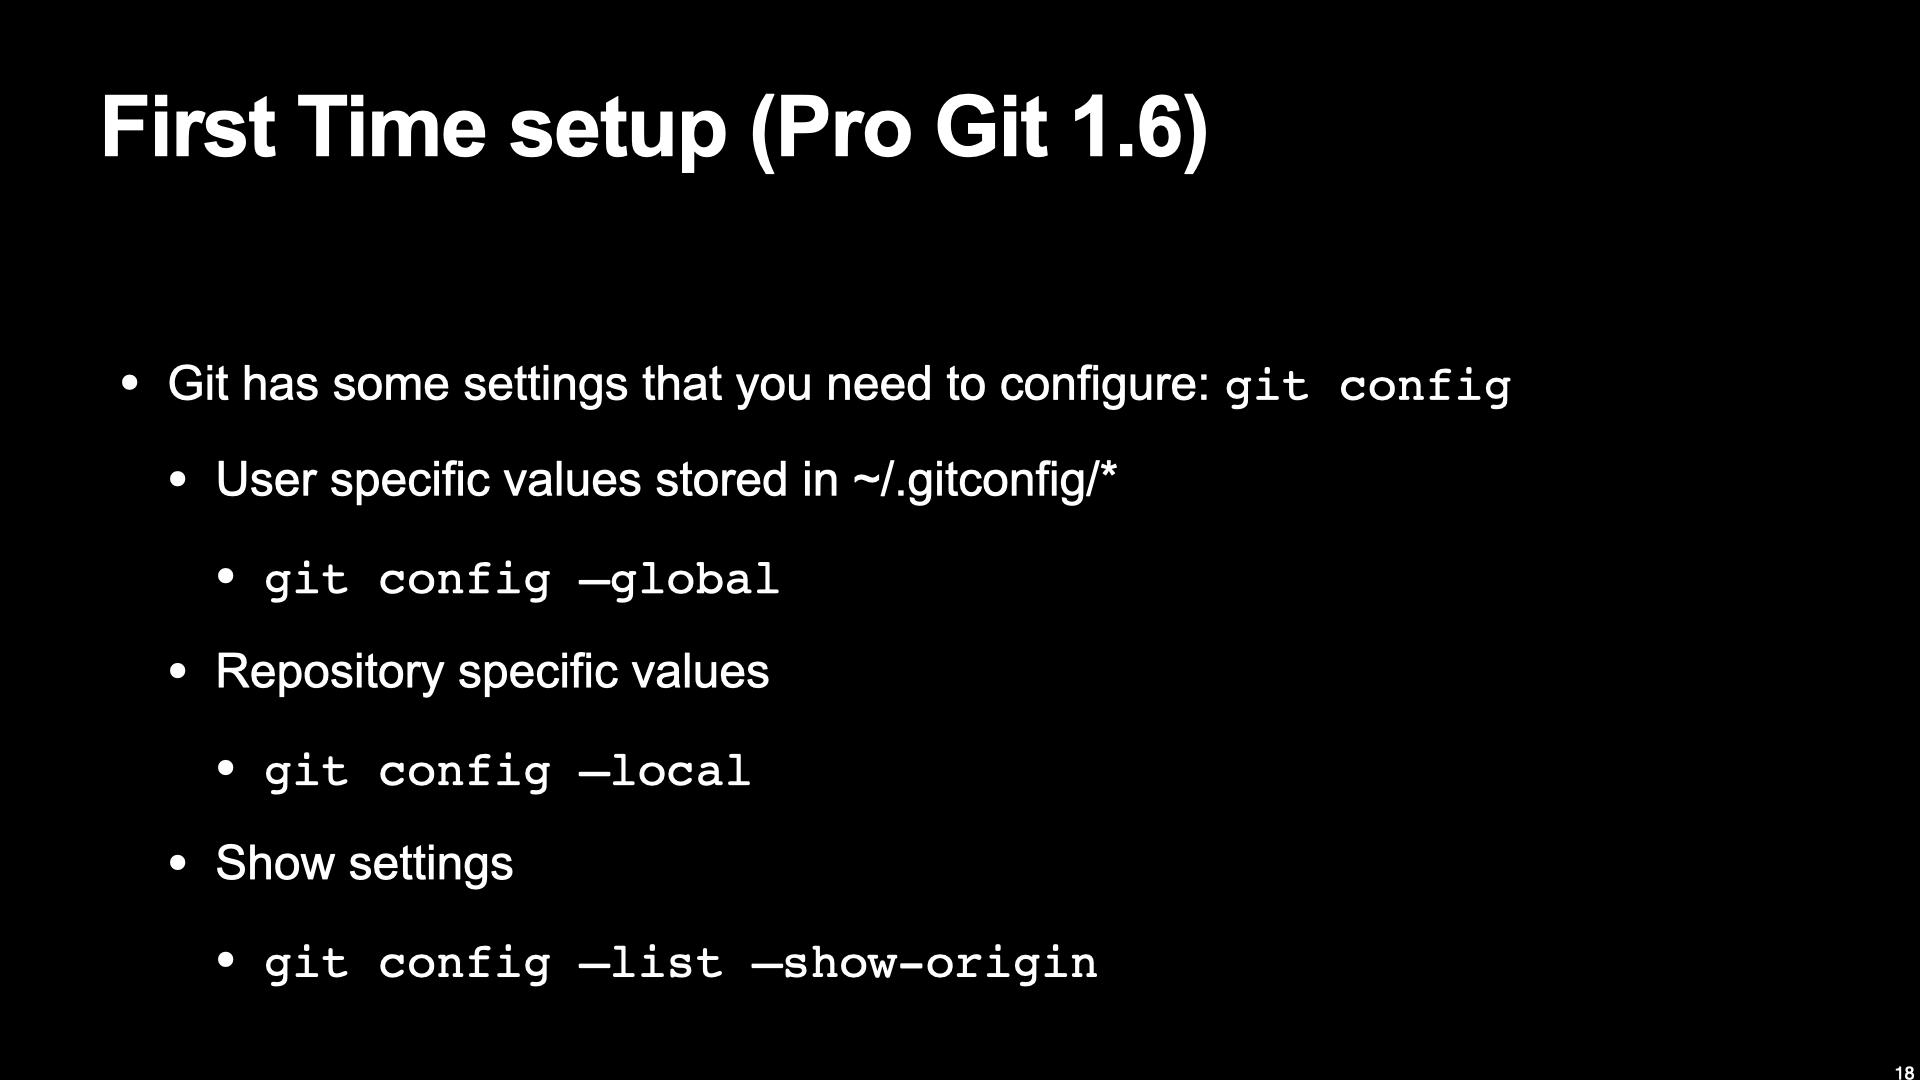 First Time setup (Pro Git 1.6)
• Git has some settings that you need to configure: git config
• User specific values stored in ~/.gitconfig/*
• git config —global
• Repository specific values
• git config —local
• Show settings
• git config —list —show-origin
18